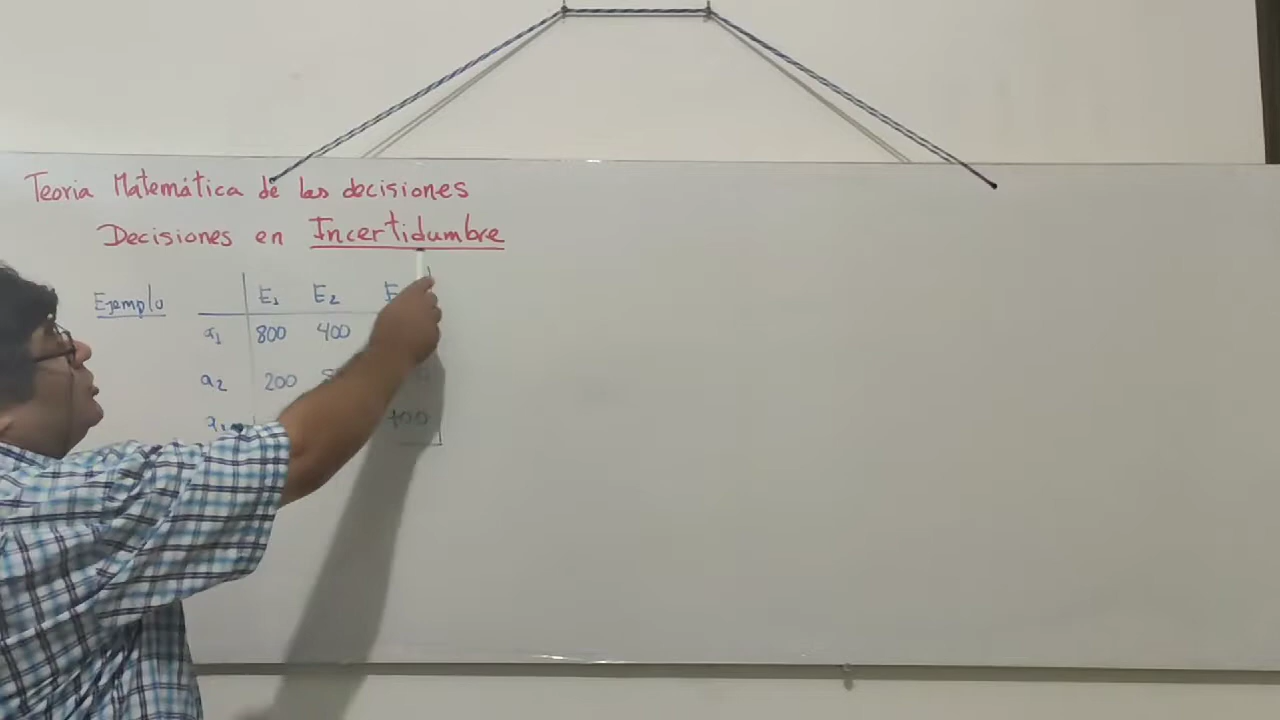 Teoria Matemática de las decisiones
Decisiones en Incertidumbre
Ejemplo E1 E2
a1 800 400
a2 200